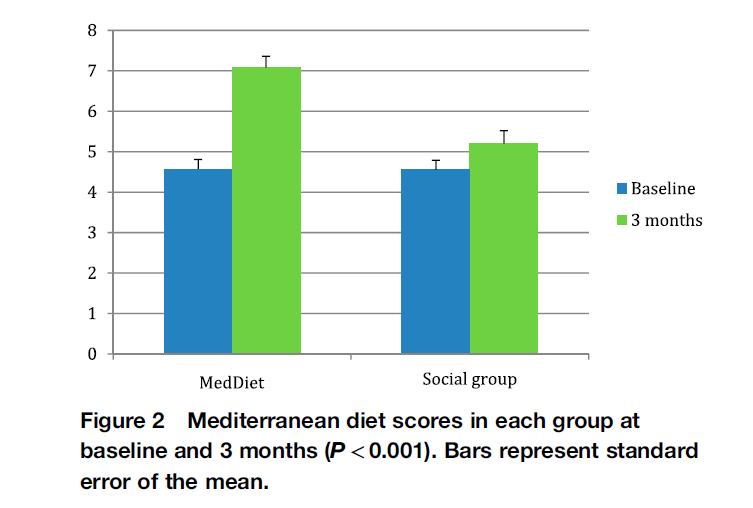 8
7
6
5
4
3
2
1
0
MedDiet
Social group
Baseline
3 months
Figure 2 Mediterranean diet scores in each group at
baseline and 3 months (P < 0.001). Bars represent standard
error of the mean.